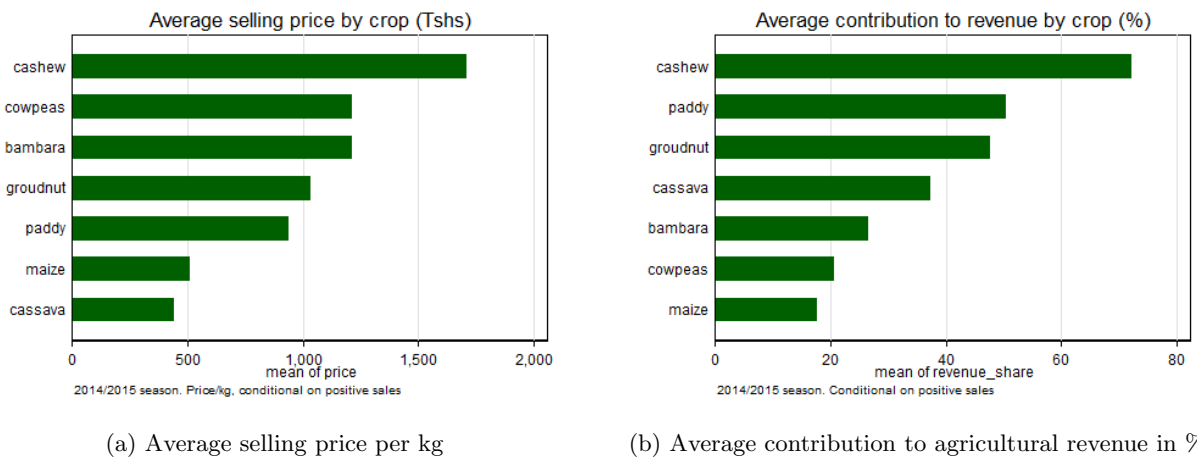 Average selling price by crop (Tshs)
cashew
cowpeas
bambara
groudnut
paddy
maize
cassava
0 500 1,000 1,500 2,000
mean of price
2014/2015 season. Price/kg, conditional on positive sales
(a) Average selling price per kg
Average contribution to revenue by crop (%)
cashew
paddy
groudnut
cassava
bambara
cowpeas
maize
0 20 40 60 80
mean of revenue_share
2014/2015 season. Conditional on positive sales
(b) Average contribution to agricultural revenue in %